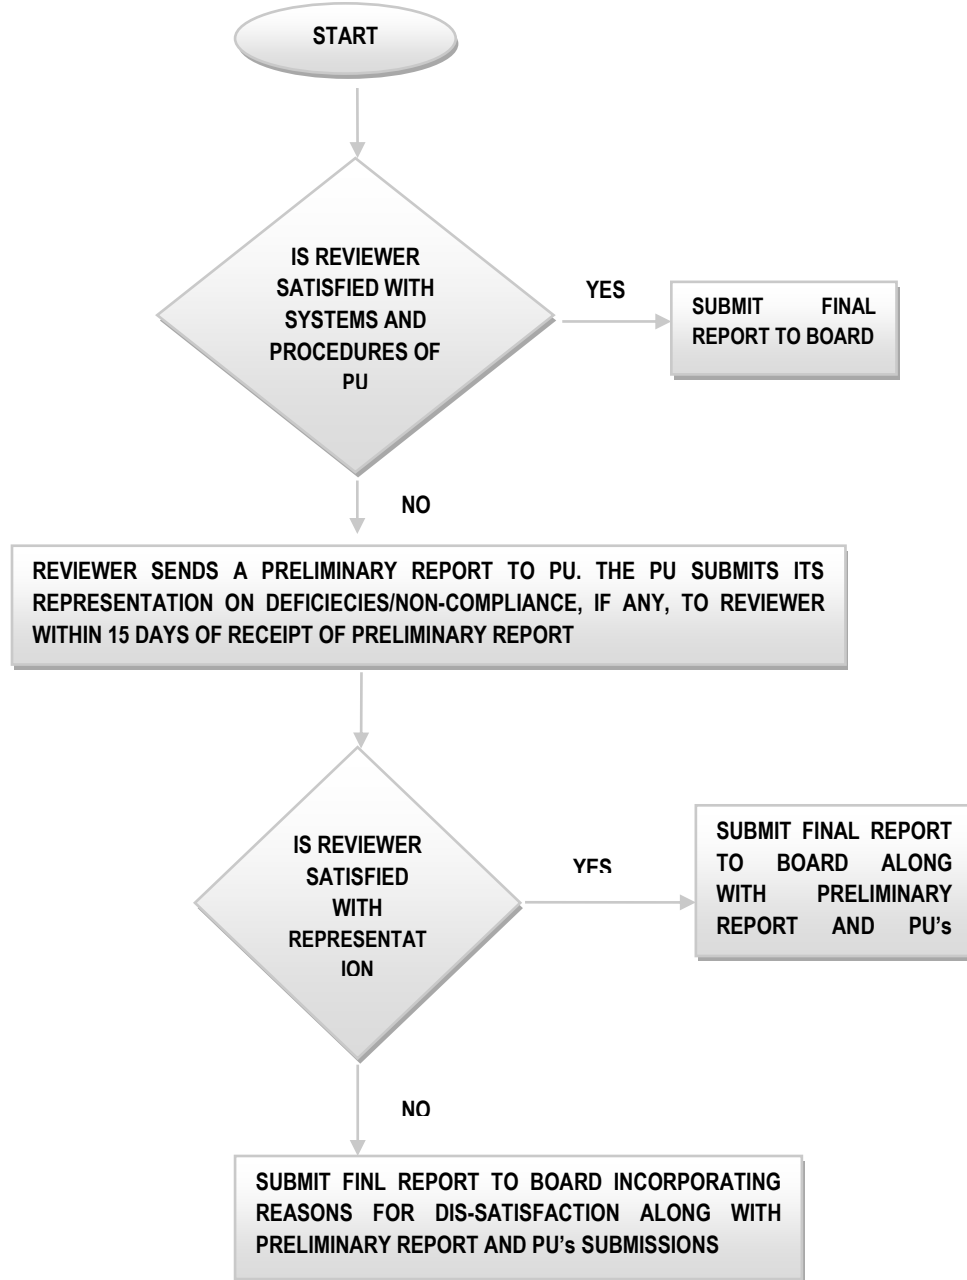 START
IS REVIEWER
SATISFIED WITH
SYSTEMS AND
PROCEDURES OF
PU
YES
SUBMIT FINAL
REPORT TO BOARD
NO
REVIEWER SENDS A PRELIMINARY REPORT TO PU. THE PU SUBMITS ITS
REPRESENTATION ON DEFICIECIES/NON-COMPLIANCE, IF ANY, TO REVIEWER
WITHIN 15 DAYS OF RECEIPT OF PRELIMINARY REPORT
IS REVIEWER
SATISFIED
WITH
REPRESENTAT
ION
YES
SUBMIT FINAL REPORT
TO BOARD ALONG
WITH PRELIMINARY
REPORT AND PU's
NO
SUBMIT FINL REPORT TO BOARD INCORPORATING
REASONS FOR DIS-SATISFACTION ALONG WITH
PRELIMINARY REPORT AND PU's SUBMISSIONS